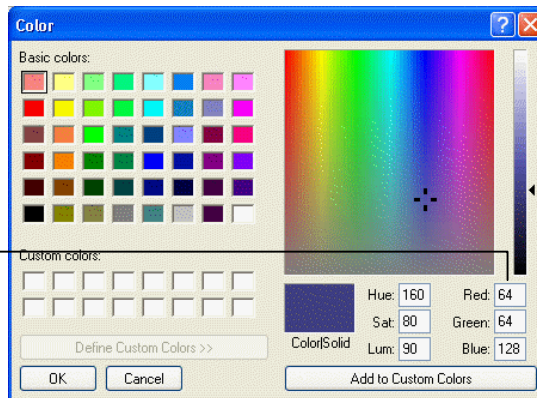 Color
Basic colors:
Custom colors:
Define Custom Colors >>
OK Cancel
Color|Solid
Hue: 160 Red: 64
Sat: 80 Green: 64
Lum: 90 Blue: 128
Add to Custom Colors